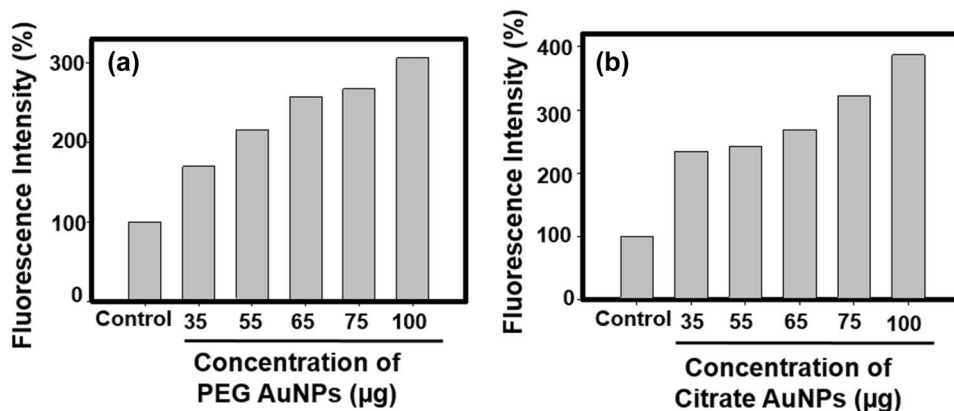 Fluorescence Intensity (%)
(a)
300
200
100
0
Control 35 55 65 75 100
Concentration of
PEG AuNPs (µg)
Fluorescence Intensity (%)
(b)
400
300
200
100
0
Control 35 55 65 75 100
Concentration of
Citrate AuNPs (µg)